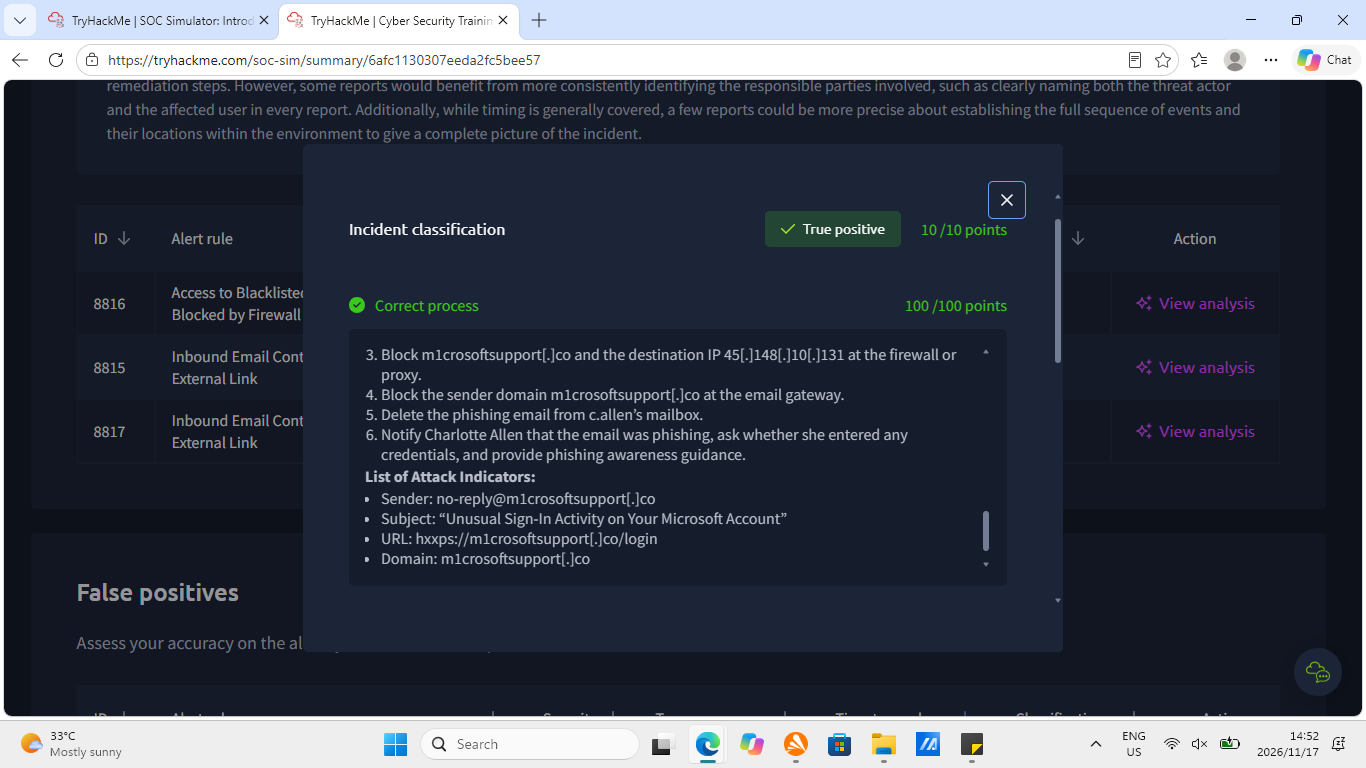 TryHackMe | SOC Simulator: Introd
TryHackMe | Cyber Security Trainin
https://tryhackme.com/soc-sim/summary/6afc1130307eeda2fc5bee57
Chat
remediation steps. However, some reports would benefit from more consistently identifying the responsible parties involved, such as clearly naming both the threat actor
and the affected user in every report. Additionally, while timing is generally covered, a few reports could be more precise about establishing the full sequence of events and
their locations within the environment to give a complete picture of the incident.
Incident classification
True positive
10 /10 points
ID
Alert rule
Action
Correct process
100 /100 points
8816
Access to Blacklisted
Blocked by Firewall
View analysis
8815
Inbound Email Cont
External Link
View analysis
8817
Inbound Email Cont
External Link
View analysis
3. Block m1crosoftsupport[.]co and the destination IP 45[.]148[.]10[.]131 at the firewall or
proxy.
4. Block the sender domain m1crosoftsupport[.]co at the email gateway.
5. Delete the phishing email from c.allen’s mailbox.
6. Notify Charlotte Allen that the email was phishing, ask whether she entered any
credentials, and provide phishing awareness guidance.
List of Attack Indicators:
• Sender: no-reply@m1crosoftsupport[.]co
• Subject: “Unusual Sign-In Activity on Your Microsoft Account”
• URL: hxxps://m1crosoftsupport[.]co/login
• Domain: m1crosoftsupport[.]co
False positives
Assess your accuracy on the al
33°C
Mostly sunny
Search
ENG
US
14:52
2026/11/17